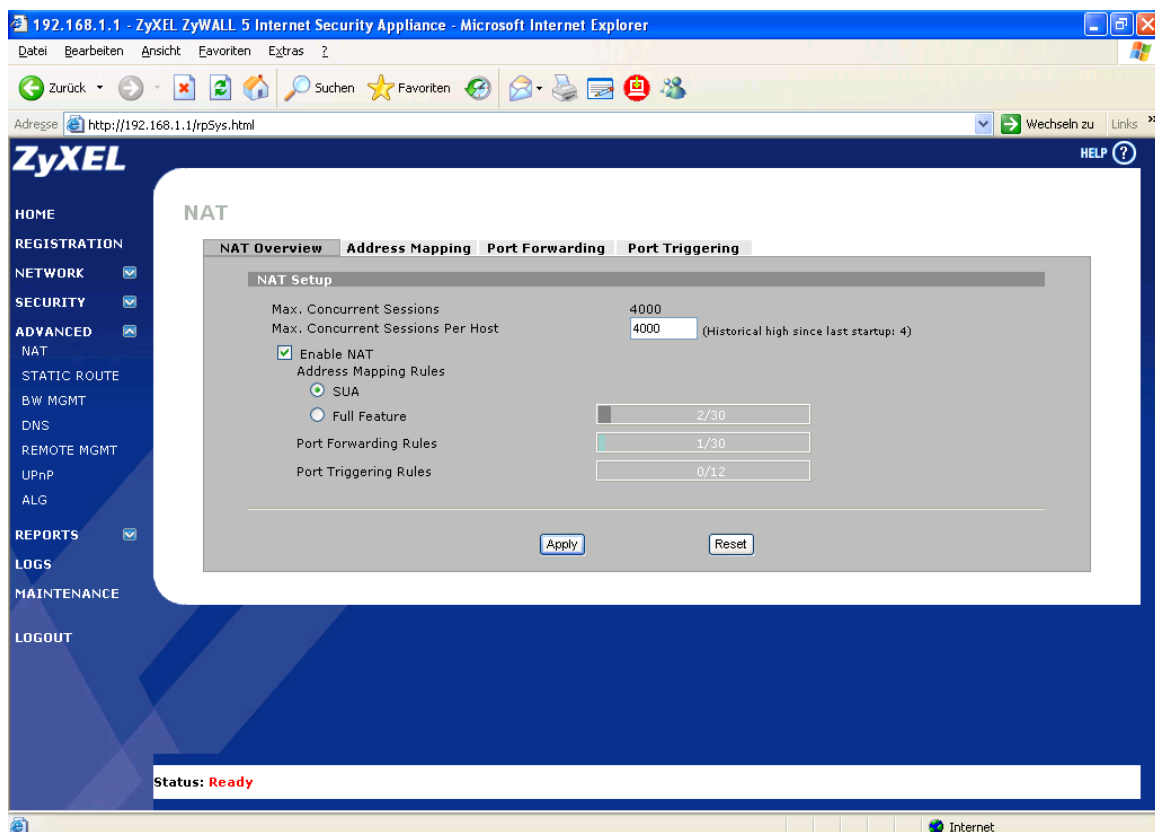 192.168.1.1 - ZyXEL ZyWALL 5 Internet Security Appliance - Microsoft Internet Explorer
Datei Bearbeiten Ansicht Favoriten Extras ?
Zurück Suchen Favoriten
Adresse http://192.168.1.1/rpSys.html Wechseln zu Links »
ZyXEL
HELP ?
HOME
REGISTRATION
NETWORK
SECURITY
ADVANCED
NAT
STATIC ROUTE
BW MGMT
DNS
REMOTE MGMT
UPnP
ALG
REPORTS
LOGS
MAINTENANCE
LOGOUT
NAT
NAT Overview Address Mapping Port Forwarding Port Triggering
NAT Setup
Max. Concurrent Sessions 4000
Max. Concurrent Sessions Per Host 4000 (Historical high since last startup: 4)
Enable NAT
Address Mapping Rules
SUA
Full Feature 2/30
Port Forwarding Rules 1/30
Port Triggering Rules 0/12
Apply Reset
Status: Ready
Internet